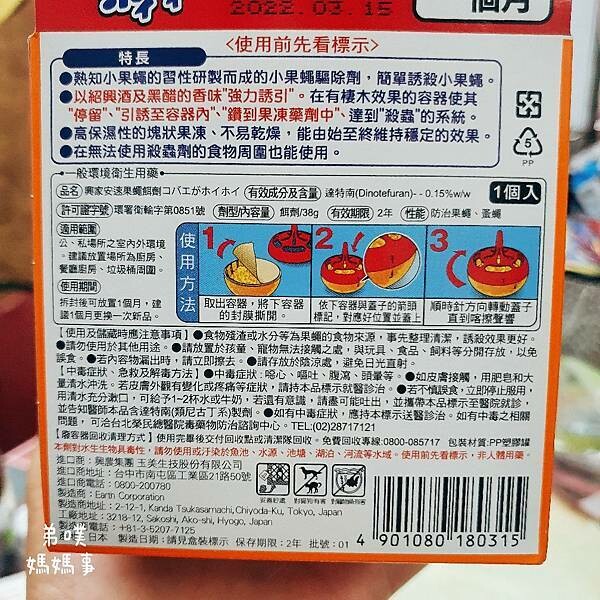 2022.03.15
個月
<使用前先看標示>
特長
●熟知小果蠅的習性研製而成的小果蠅驅除劑，簡單誘殺小果蠅。
●以紹興酒及黑醋的香味"強力誘引"。在有棲木效果的容器使其
"停留"、"引誘至容器內"、"鑽到果凍藥劑中"、達到"殺蟲"的系統。
●高保濕性的塊狀果凍、不易乾燥，能由始至終維持穩定的效果。
●在無法使用殺蟲劑的食物周圍也能使用。
一般環境衛生用藥
品名 興家安速果蠅餌劑コバエがホイホイ 有效成分及含量 達特南(Dinotefuran)--0.15%w/w 1個入
許可證字號 環署衛輸字第0851號 劑型/內容量 餌劑/38g 有效期限 2年 性能 防治果蠅、蚤蠅
適用範圍
公、私場所之室內外環境
。建議放置場所為廚房、
餐廳廚房、垃圾桶周圍。
使用期間
拆封後可放置1個月，建
議1個月更換一次新品。
使用方法
1
取出容器，將下容器
的封膜撕開。
2
依下容器與蓋子的箭頭
標記，對應好位置並蓋上
3
順時針方向轉動蓋子
直到喀擦聲響
【使用及儲藏時應注意事項】●食物殘渣或水分等為果蠅的食物來源，事先整理清潔，誘殺效果更好。
●請勿使用於其他用途。●請放置於孩童、寵物無法接觸之處，與玩具、食品、飼料等分開存放，以免
誤食。●若內容物漏出時，請立即擦去。●請存放於陰涼處，避免日光直射。
【中毒症狀、急救及解毒方法】●中毒症狀：噁心、嘔吐、腹瀉、頭暈等。●如皮膚接觸，用肥皂和大
量清水沖洗。若皮膚外觀有變化或疼痛等症狀，請持本品標示就醫診治。●若不慎誤食，立即停止服用，
用清水充分漱口，可給予1~2杯水或牛奶，若還有意識，請盡可能吐出，並攜帶本品標示至醫院就診，
並告知醫師本品含達特南(類尼古丁系)製劑。●如有中毒症狀，應持本標示送醫診治。如有中毒之相關
問題，可洽台北榮民總醫院毒藥物防治諮詢中心。TEL:(02)28717121
【廢容器回收清理方式】使用完畢後交付回收點或清潔隊回收。免費回收專線:0800-085717 包裝材質:PP塑膠罐
本劑對水生生物具毒性，請勿使用或汙染於魚池、水源、池塘、湖泊、河流等水域。使用前詳閱標示，非人體用藥。
進口商：興農集團 玉美生技股份有限公司
進口商地址：台中市南屯區工業區21路50號
電話：0800-200780
製造商：Earth Corporation
製造商地址：2-12-1, Kanda Tsukasamachi, Chiyoda-Ku, Tokyo, Japan
工廠地址：3218-12, Sakoshi, Ako-shi, Hyogo, Japan
電話：+81-3-5207-7125
日本 製造日期：請見盒裝標示 保存期限：2年 批號：01
5
PP
4 901080 180315
弟噗
媽媽事